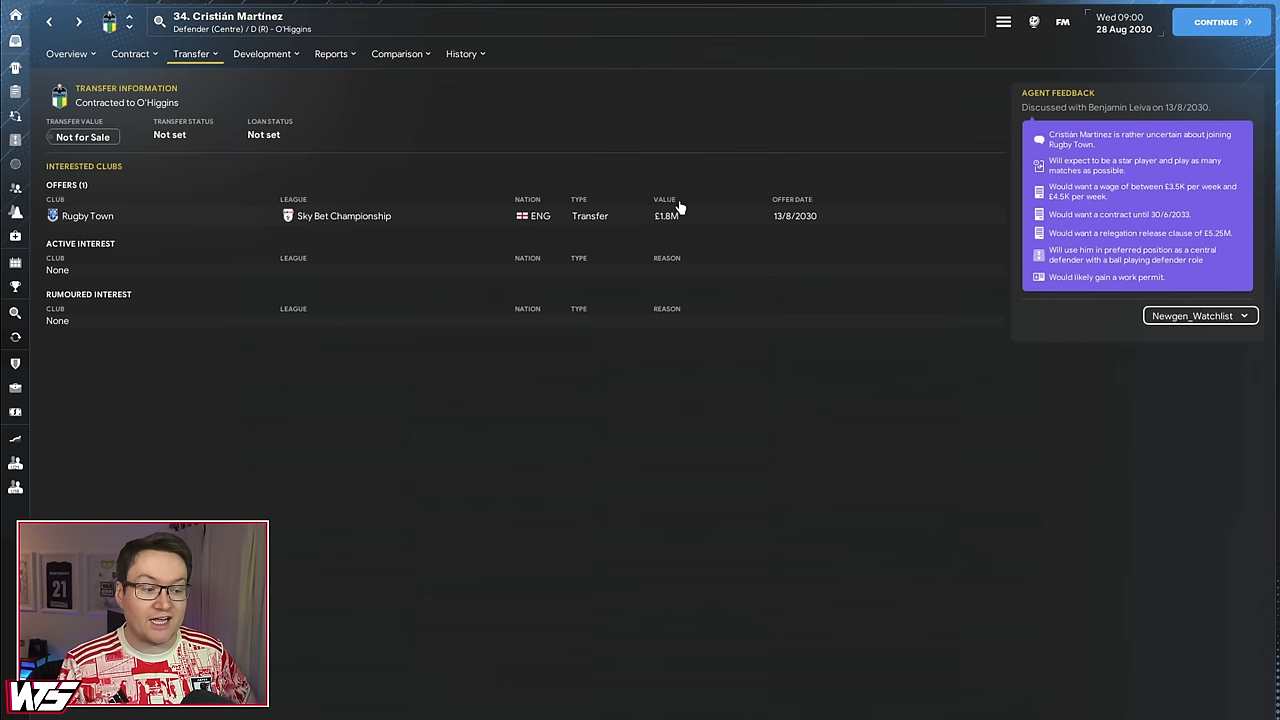 34. Cristián Martínez
Defender (Centre) / D (R) - O'Higgins
FM
Wed 09:00
28 Aug 2030
CONTINUE
Overview
Contract
Transfer
Development
Reports
Comparison
History
TRANSFER INFORMATION
Contracted to O'Higgins
TRANSFER VALUE
TRANSFER STATUS
LOAN STATUS
Not for Sale
Not set
Not set
INTERESTED CLUBS
OFFERS (1)
CLUB LEAGUE NATION TYPE VALUE OFFER DATE
Rugby Town Sky Bet Championship ENG Transfer £1.8M 13/8/2030
ACTIVE INTEREST
CLUB LEAGUE NATION TYPE REASON
None
RUMOURED INTEREST
CLUB LEAGUE NATION TYPE REASON
None
AGENT FEEDBACK
Discussed with Benjamín Leiva on 13/8/2030.
Cristián Martínez is rather uncertain about joining
Rugby Town.
Will expect to be a star player and play as many
matches as possible.
Would want a wage of between £3.5K per week and
£4.5K per week.
Would want a contract until 30/6/2033.
Would want a relegation release clause of £5.25M.
Will use him in preferred position as a central
defender with a ball playing defender role
Would likely gain a work permit.
Newgen_Watchlist
21
WTS